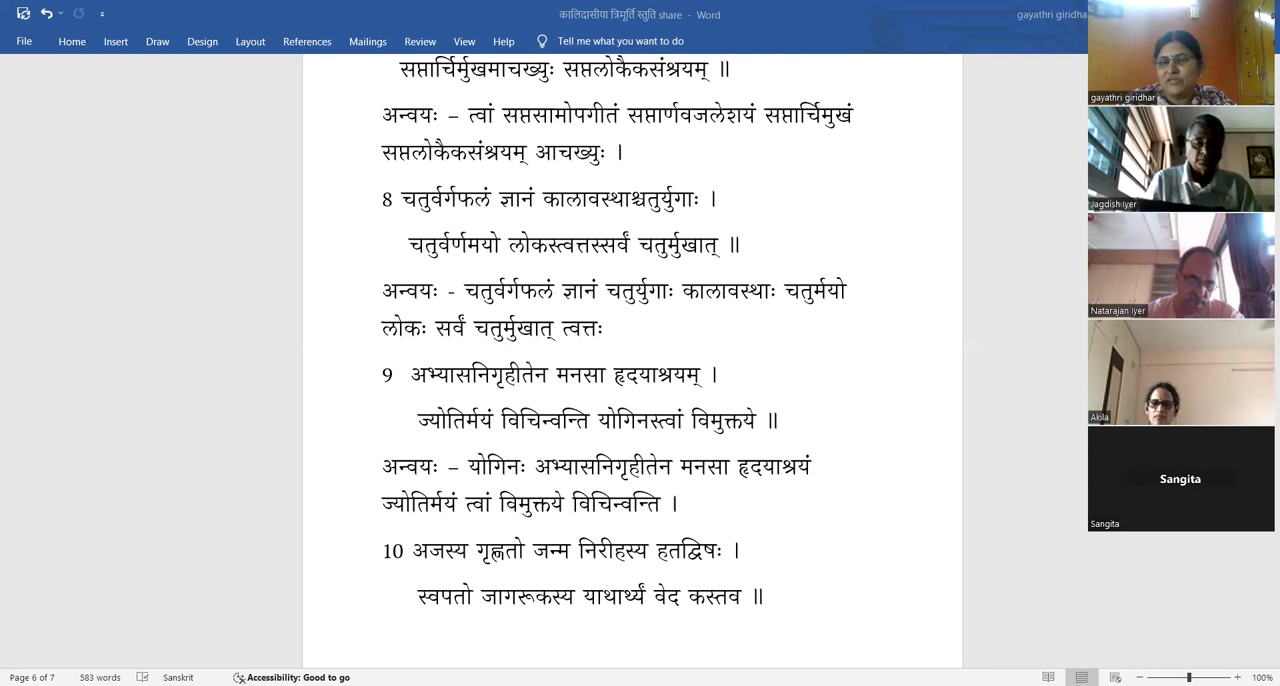 कालिदासीया त्रिमूर्ति स्तुति share - Word
gayathri giridha
File Home Insert Draw Design Layout References Mailings Review View Help Tell me what you want to do
सप्तार्चिर्मुखमाचख्युः सप्तलोकैकसंश्रयम् ॥
अन्वयः – त्वां सप्तसामोपगीतं सप्तार्णवजलेशयं सप्तार्चिमुखं
सप्तलोकैकसंश्रयम् आचख्युः ।
8 चतुर्वर्गफलं ज्ञानं कालावस्थाश्चतुर्युगाः ।
चतुर्वर्णमयो लोकस्त्वत्तस्सर्वं चतुर्मुखात् ॥
अन्वयः - चतुर्वर्गफलं ज्ञानं चतुर्युगाः कालावस्थाः चतुर्मयो
लोकः सर्वं चतुर्मुखात् त्वत्तः
9 अभ्यासनिगृहीतेन मनसा हृदयाश्रयम् ।
ज्योतिर्मयं विचिन्वन्ति योगिनस्त्वां विमुक्तये ॥
अन्वयः – योगिनः अभ्यासनिगृहीतेन मनसा हृदयाश्रयं
ज्योतिर्मयं त्वां विमुक्तये विचिन्वन्ति ।
10 अजस्य गृह्णतो जन्म निरीहस्य हतद्विषः ।
स्वपतो जागरूकस्य याथार्थ्यं वेद कस्तव ॥
gayathri giridhar
Jagdish Iyer
Natarajan Iyer
Akila
Sangita
Sangita
Page 6 of 7 583 words Sanskrit Accessibility: Good to go 100%